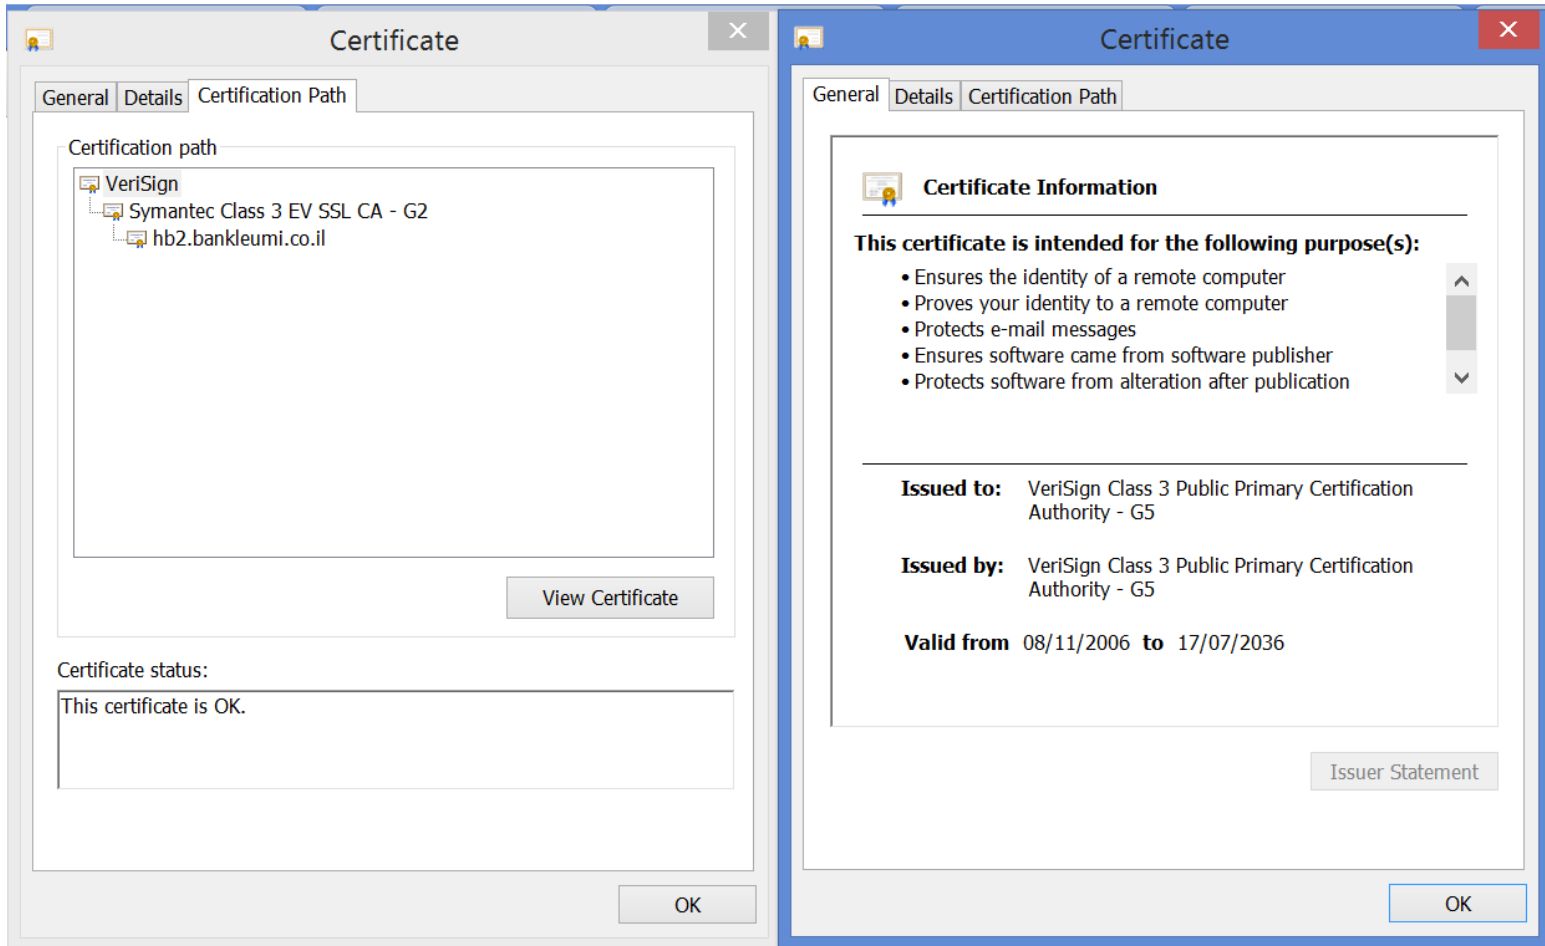 Certificate
General Details Certification Path
Certification path
VeriSign
Symantec Class 3 EV SSL CA - G2
hb2.bankleumi.co.il
View Certificate
Certificate status:
This certificate is OK.
OK
Certificate
General Details Certification Path
Certificate Information
This certificate is intended for the following purpose(s):
• Ensures the identity of a remote computer
• Proves your identity to a remote computer
• Protects e-mail messages
• Ensures software came from software publisher
• Protects software from alteration after publication
Issued to: VeriSign Class 3 Public Primary Certification
Authority - G5
Issued by: VeriSign Class 3 Public Primary Certification
Authority - G5
Valid from 08/11/2006 to 17/07/2036
Issuer Statement
OK